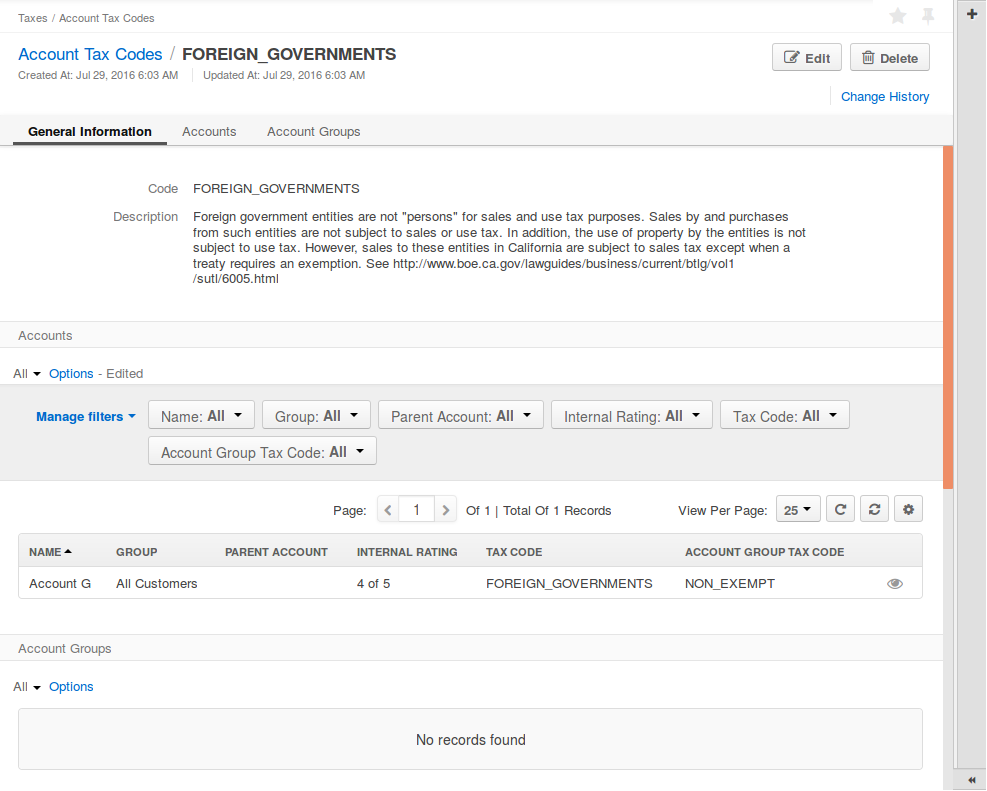 Taxes / Account Tax Codes
Account Tax Codes / FOREIGN_GOVERNMENTS
Edit
Delete
Created At: Jul 29, 2016 6:03 AM
Updated At: Jul 29, 2016 6:03 AM
Change History
General Information
Accounts
Account Groups
Code FOREIGN_GOVERNMENTS
Description Foreign government entities are not "persons" for sales and use tax purposes. Sales by and purchases
from such entities are not subject to sales or use tax. In addition, the use of property by the entities is not
subject to use tax. However, sales to these entities in California are subject to sales tax except when a
treaty requires an exemption. See http://www.boe.ca.gov/lawguides/business/current/btlg/vol1
/sutl/6005.html
Accounts
All Options - Edited
Manage filters Name: All Group: All Parent Account: All Internal Rating: All Tax Code: All
Account Group Tax Code: All
Page: 1 Of 1 | Total Of 1 Records View Per Page: 25
NAME GROUP PARENT ACCOUNT INTERNAL RATING TAX CODE ACCOUNT GROUP TAX CODE
Account G All Customers 4 of 5 FOREIGN_GOVERNMENTS NON_EXEMPT
Account Groups
All Options
No records found